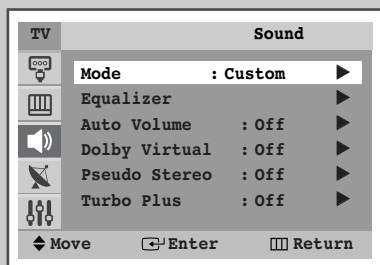 TV Sound
Mode : Custom
Equalizer
Auto Volume : Off
Dolby Virtual : Off
Pseudo Stereo : Off
Turbo Plus : Off
Move Enter Return